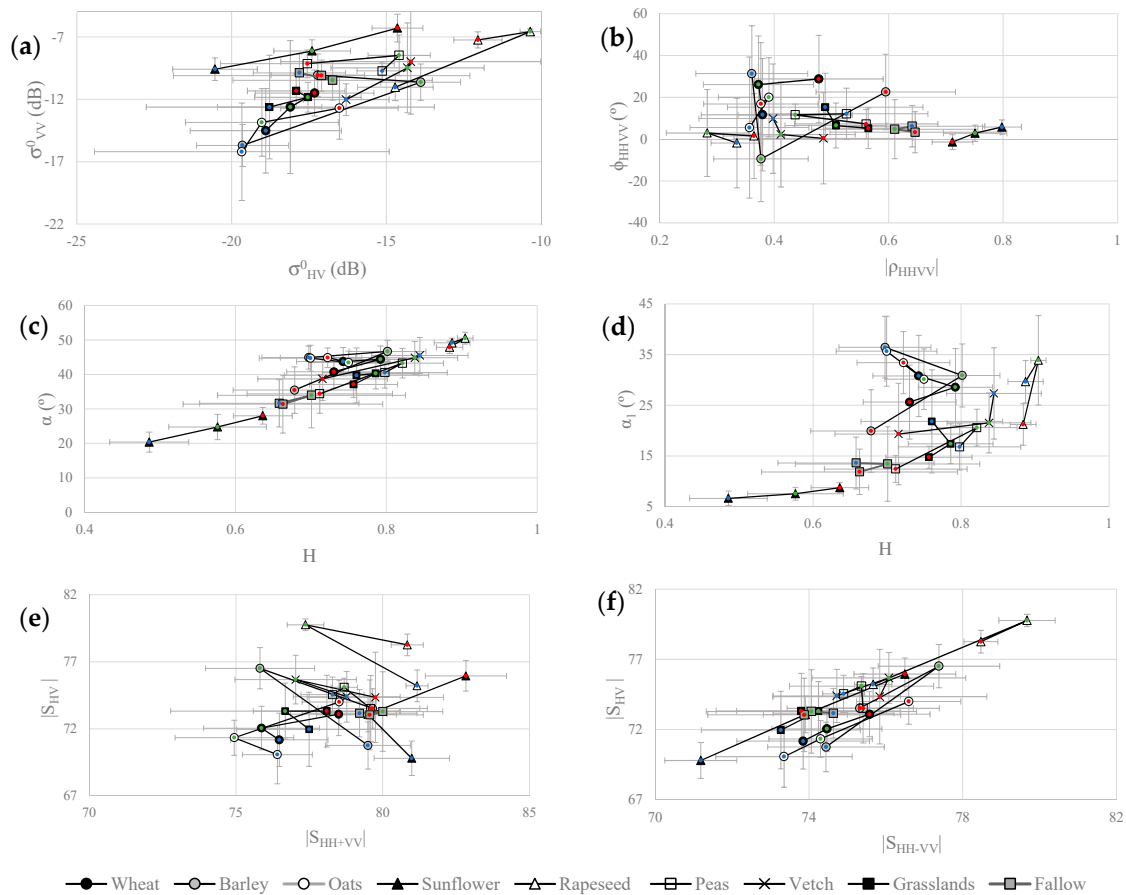 (a)
-7
-12
-17
-22
-25 -20 -15 -10
σ⁰VV (dB)
σ⁰HV (dB)
(b)
60
40
20
0
-20
-40
0.2 0.4 0.6 0.8 1
ϕHHVV (º)
|ρHHVV|
(c)
60
50
40
30
20
10
0
0.4 0.6 0.8 1
α (º)
H
(d)
45
35
25
15
5
0.4 0.6 0.8 1
α₁ (º)
H
(e)
82
77
72
67
70 75 80 85
|SHV|
|SHH+VV|
(f)
82
77
72
67
70 74 78 82
|SHV|
|SHH-VV|
Wheat Barley Oats Sunflower Rapeseed Peas Vetch Grasslands Fallow